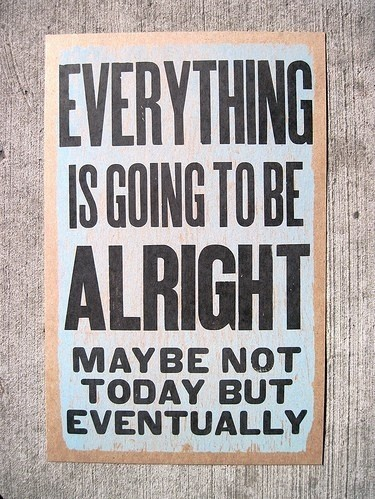 EVERYTHING
IS GOING TO BE
ALRIGHT
MAYBE NOT
TODAY BUT
EVENTUALLY